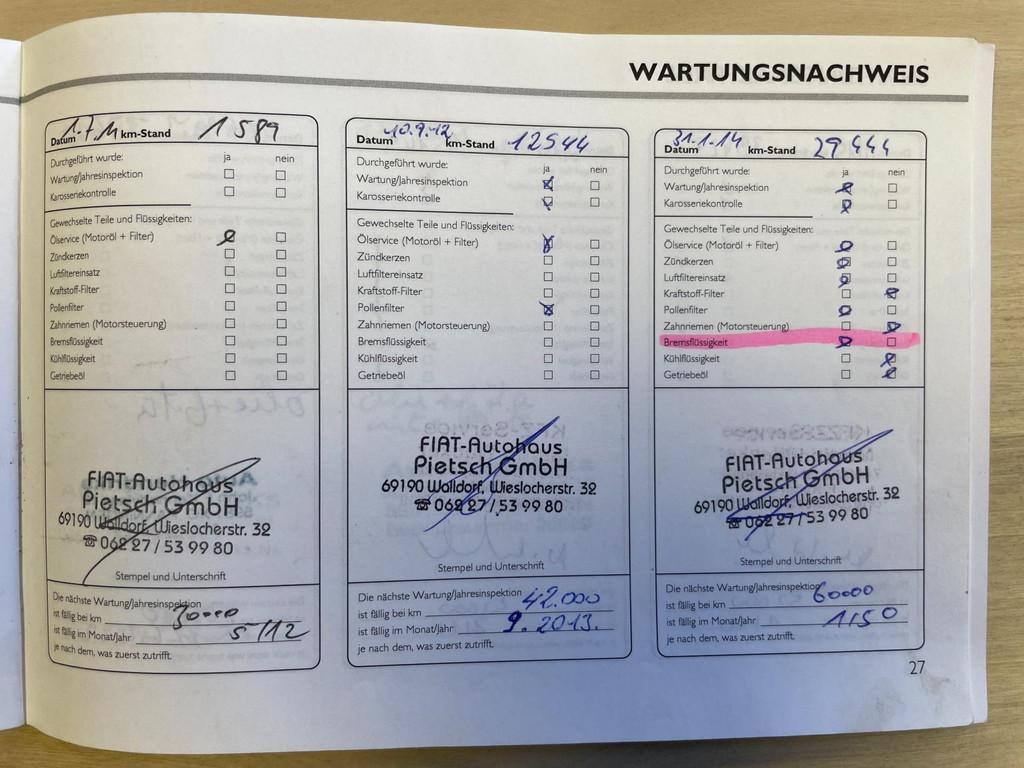 WARTUNGSNACHWEIS
Datum 1.7.11 km-Stand 1589
Durchgeführt wurde: ja nein
Wartung/Jahresinspektion
Karosseriekontrolle
Gewechselte Teile und Flüssigkeiten:
Ölservice (Motoröl + Filter)
Zündkerzen
Luftfiltereinsatz
Kraftstoff-Filter
Pollenfilter
Zahnriemen (Motorsteuerung)
Bremsflüssigkeit
Kühlflüssigkeit
Getriebeöl
FIAT-Autohaus
Pietsch GmbH
69190 Walldorf, Wieslocherstr. 32
☎ 062 27 / 53 99 80
Stempel und Unterschrift
Die nächste Wartung/Jahresinspektion
ist fällig bei km 30000
ist fällig im Monat/Jahr 5/12
je nach dem, was zuerst zutrifft.
Datum 10.9.12 km-Stand 12544
Durchgeführt wurde: ja nein
Wartung/Jahresinspektion
Karosseriekontrolle
Gewechselte Teile und Flüssigkeiten:
Ölservice (Motoröl + Filter)
Zündkerzen
Luftfiltereinsatz
Kraftstoff-Filter
Pollenfilter
Zahnriemen (Motorsteuerung)
Bremsflüssigkeit
Kühlflüssigkeit
Getriebeöl
FIAT-Autohaus
Pietsch GmbH
69190 Walldorf, Wieslocherstr. 32
☎ 062 27 / 53 99 80
Stempel und Unterschrift
Die nächste Wartung/Jahresinspektion
ist fällig bei km 42.000
ist fällig im Monat/Jahr 9.2013.
je nach dem, was zuerst zutrifft.
Datum 31.1.14 km-Stand 29444
Durchgeführt wurde: ja nein
Wartung/Jahresinspektion
Karosseriekontrolle
Gewechselte Teile und Flüssigkeiten:
Ölservice (Motoröl + Filter)
Zündkerzen
Luftfiltereinsatz
Kraftstoff-Filter
Pollenfilter
Zahnriemen (Motorsteuerung)
Bremsflüssigkeit
Kühlflüssigkeit
Getriebeöl
FIAT-Autohaus
Pietsch GmbH
69190 Walldorf, Wieslocherstr. 32
☎ 062 27 / 53 99 80
Stempel und Unterschrift
Die nächste Wartung/Jahresinspektion
ist fällig bei km 60000
ist fällig im Monat/Jahr
je nach dem, was zuerst zutrifft.
27